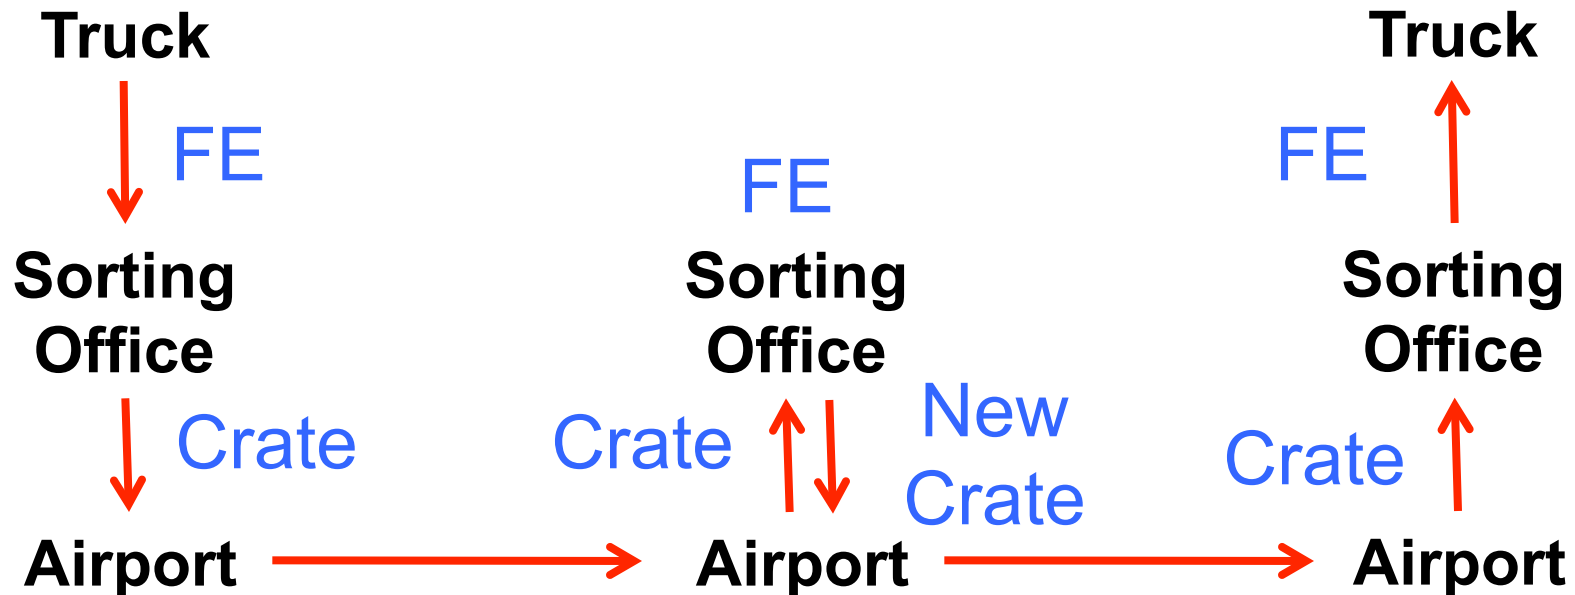 Truck
Truck
FE
FE
FE
Sorting
Office
Sorting
Office
Sorting
Office
Crate
Crate
New
Crate
Crate
Airport
Airport
Airport